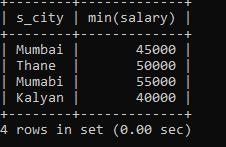 +--------+-------------+
| s_city | min(salary) |
+--------+-------------+
| Mumbai |       45000 |
| Thane  |       50000 |
| Mumabi |       55000 |
| Kalyan |       40000 |
+--------+-------------+
4 rows in set (0.00 sec)